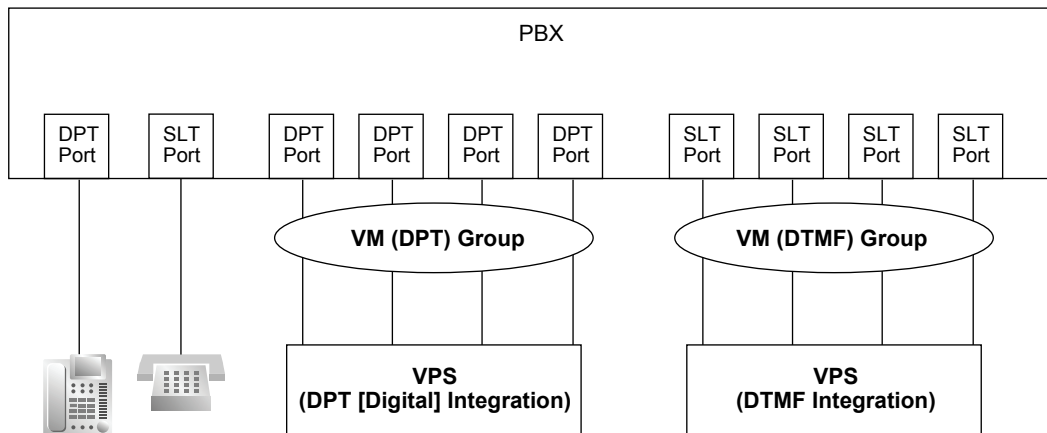 PBX
DPT
Port
SLT
Port
DPT
Port
DPT
Port
DPT
Port
DPT
Port
SLT
Port
SLT
Port
SLT
Port
SLT
Port
VM (DPT) Group
VM (DTMF) Group
VPS
(DPT [Digital] Integration)
VPS
(DTMF Integration)